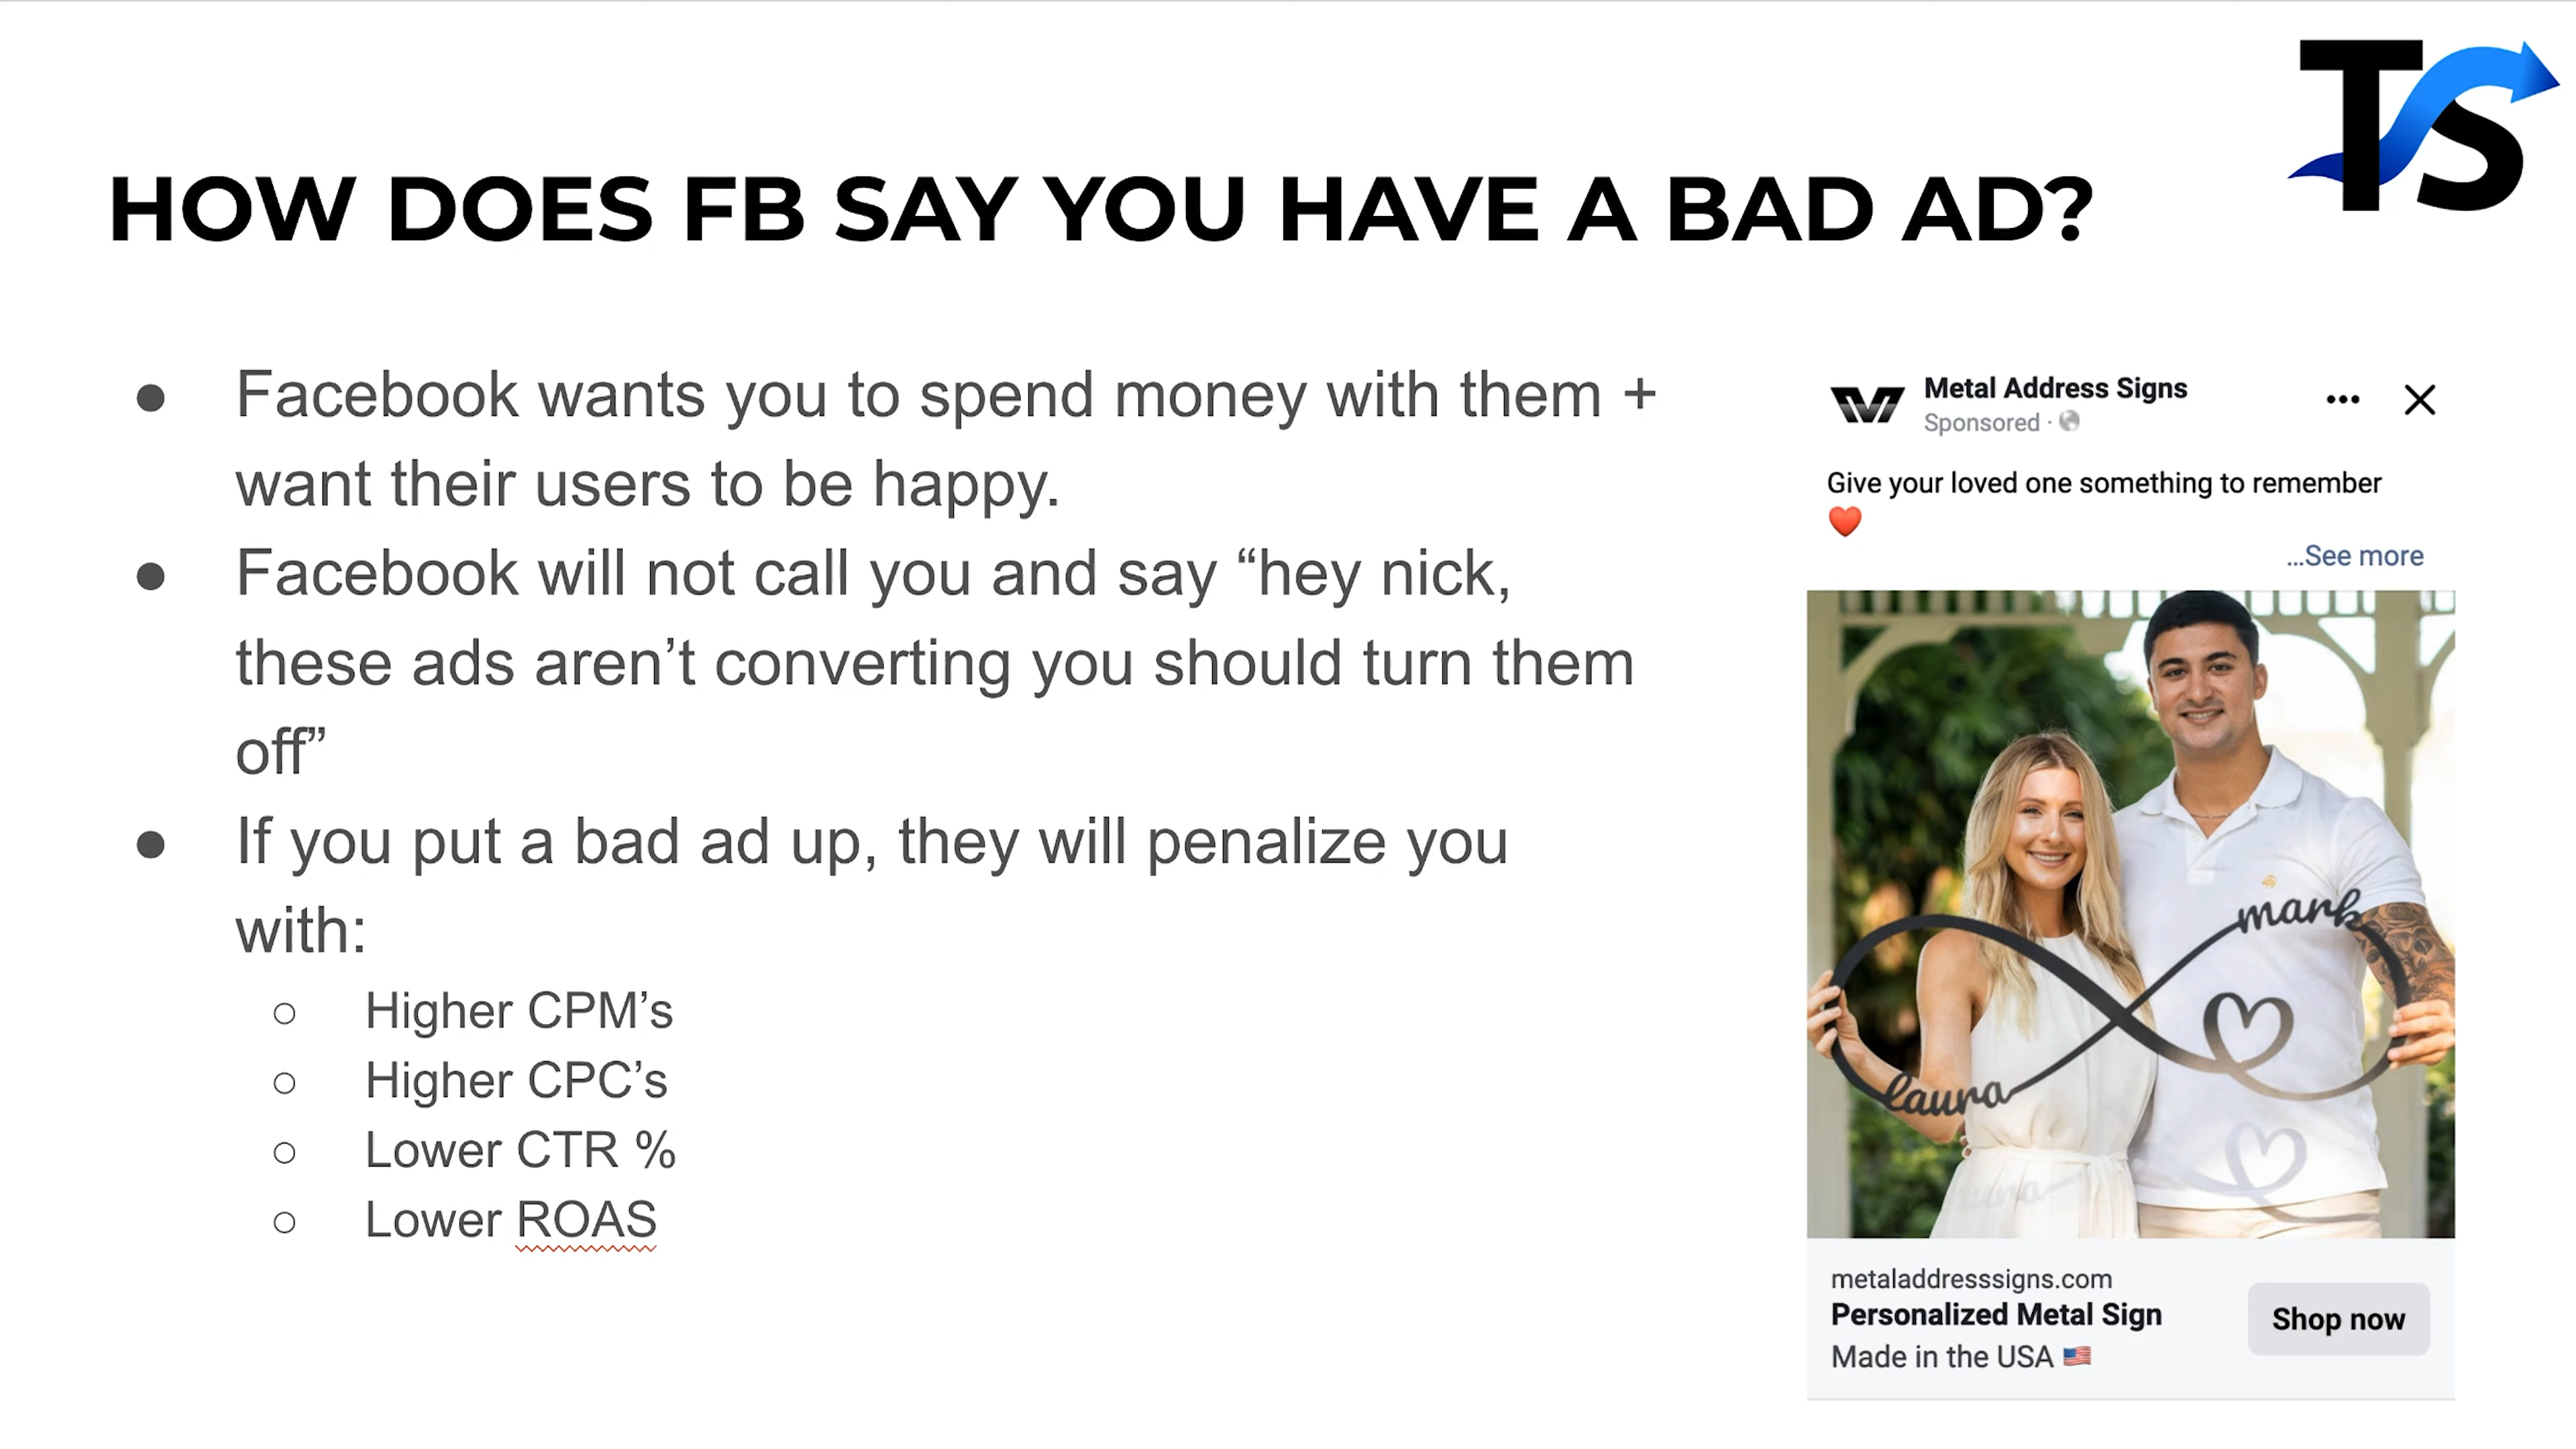 TS
HOW DOES FB SAY YOU HAVE A BAD AD?
● Facebook wants you to spend money with them +
want their users to be happy.
● Facebook will not call you and say “hey nick,
these ads aren’t converting you should turn them
off”
● If you put a bad ad up, they will penalize you
with:
○ Higher CPM’s
○ Higher CPC’s
○ Lower CTR %
○ Lower ROAS
Metal Address Signs
Sponsored ·
Give your loved one something to remember
❤️
...See more
mark
laura
metaladdresssigns.com
Personalized Metal Sign
Made in the USA 🇺🇸
Shop now